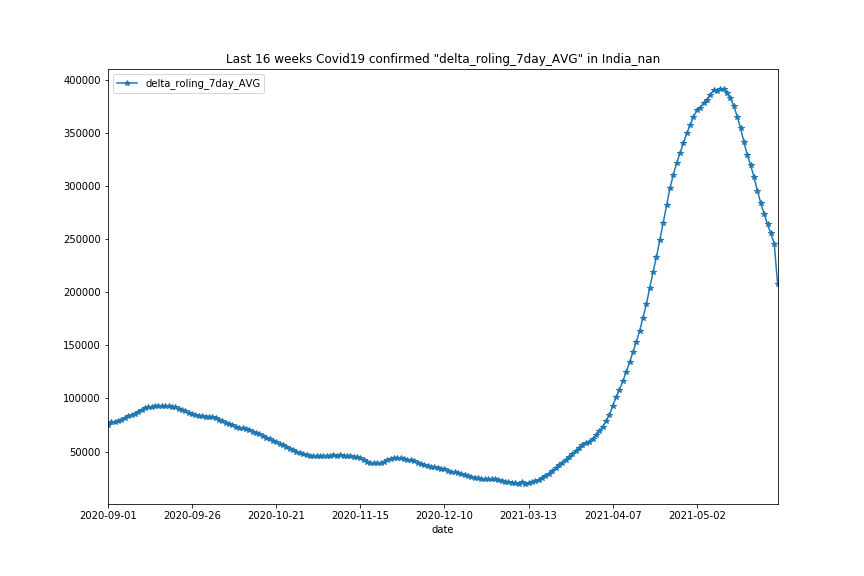 Last 16 weeks Covid19 confirmed "delta_roling_7day_AVG" in India_nan
delta_roling_7day_AVG
400000
350000
300000
250000
200000
150000
100000
50000
2020-09-01 2020-09-26 2020-10-21 2020-11-15 2020-12-10 2021-03-13 2021-04-07 2021-05-02
date